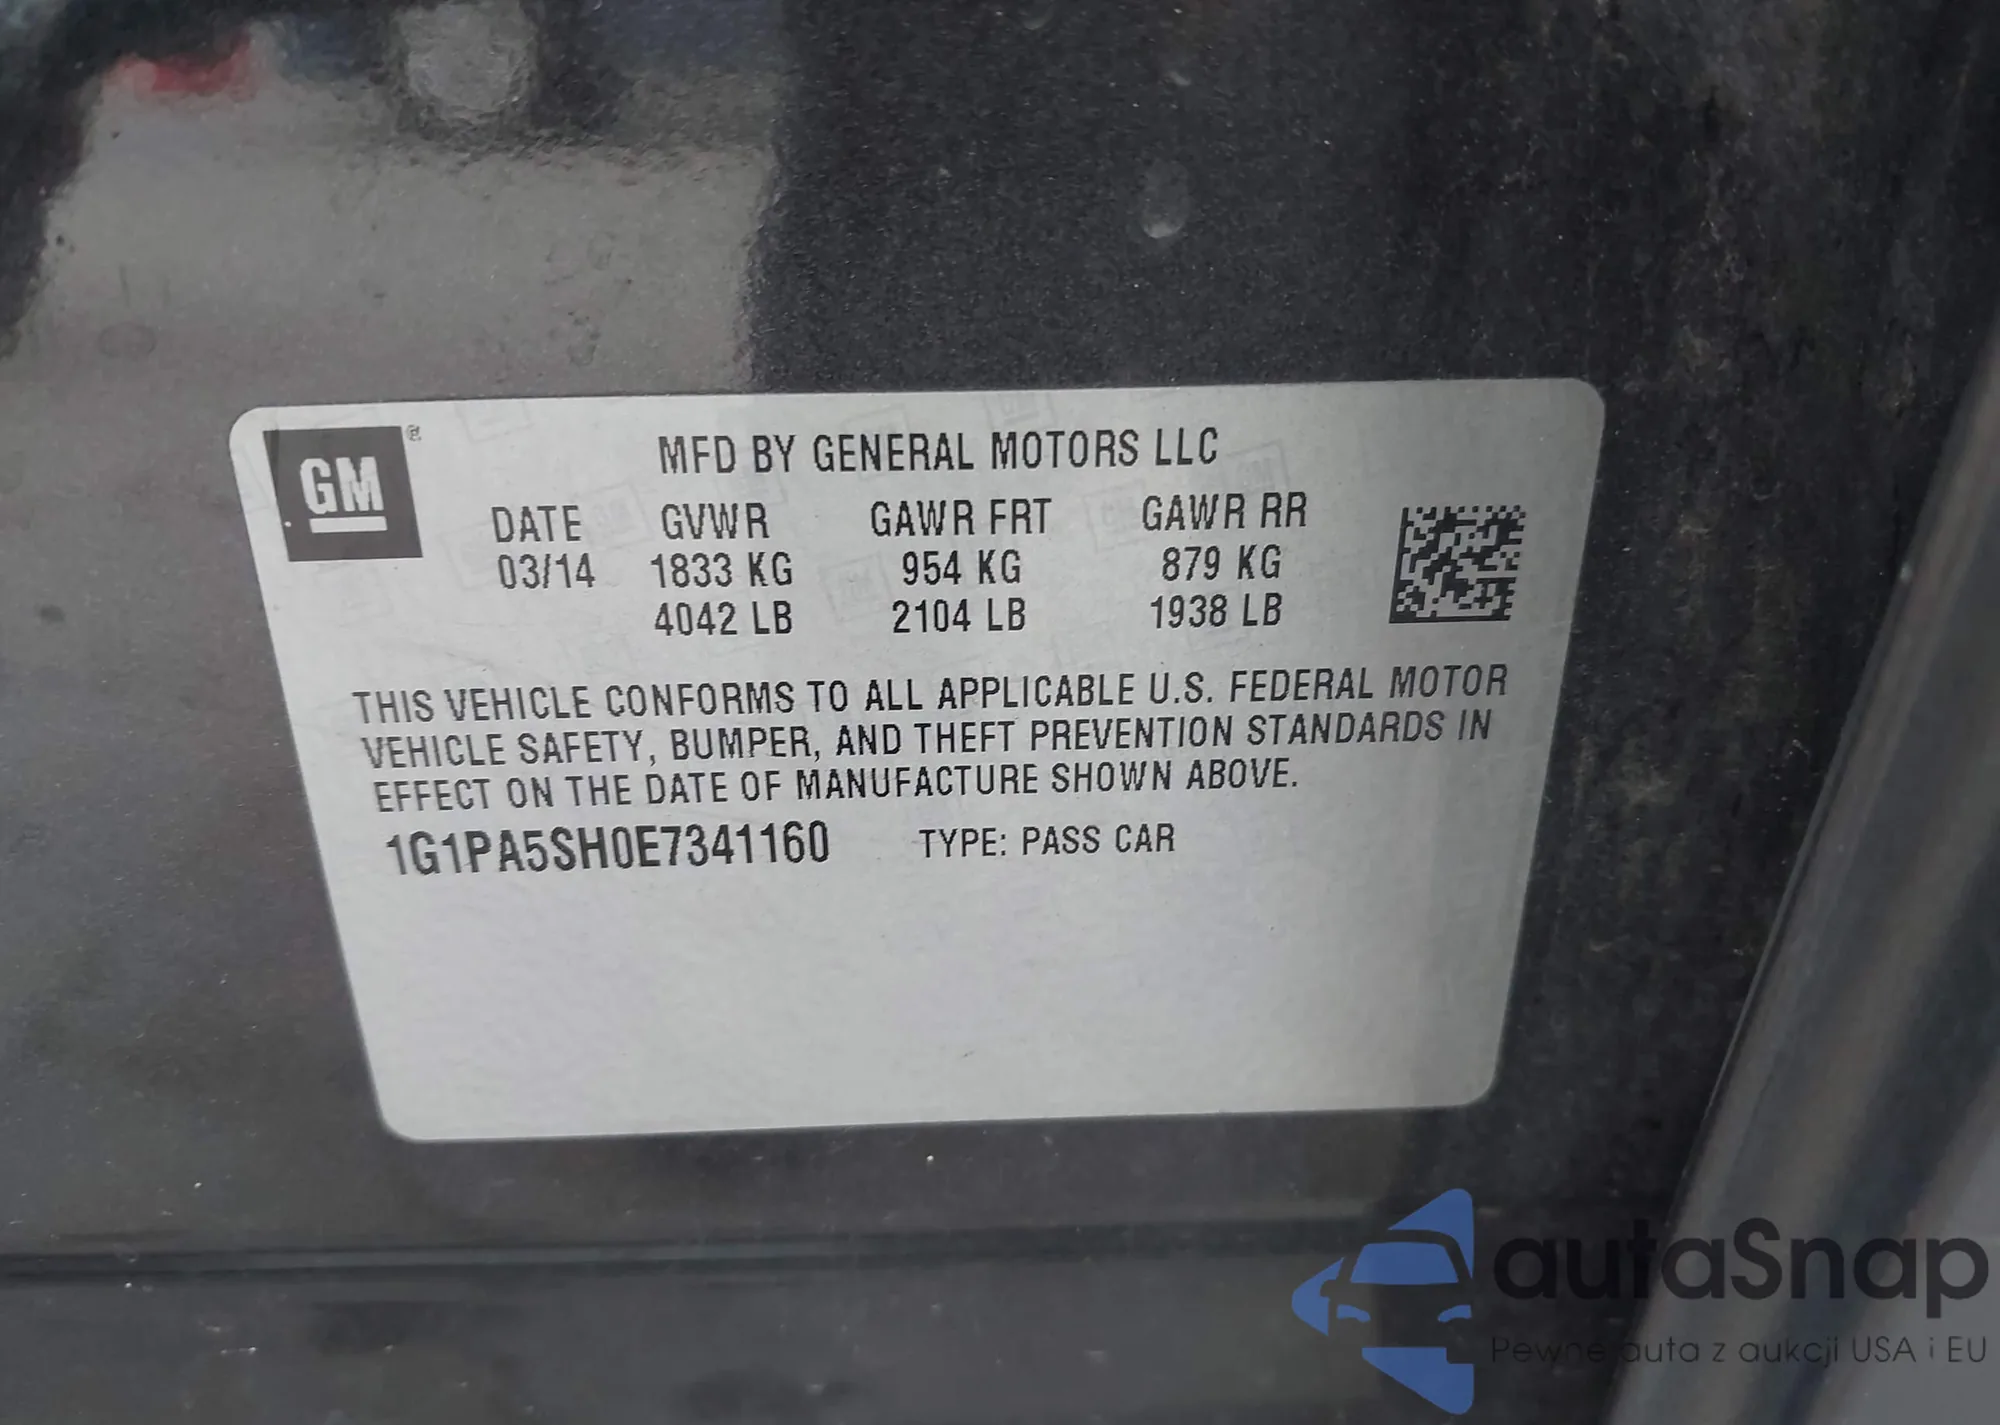 GM
MFD BY GENERAL MOTORS LLC
DATE GVWR GAWR FRT GAWR RR
03/14 1833 KG 954 KG 879 KG
4042 LB 2104 LB 1938 LB
THIS VEHICLE CONFORMS TO ALL APPLICABLE U.S. FEDERAL MOTOR
VEHICLE SAFETY, BUMPER, AND THEFT PREVENTION STANDARDS IN
EFFECT ON THE DATE OF MANUFACTURE SHOWN ABOVE.
1G1PA5SH0E7341160 TYPE: PASS CAR
autaSnap
Pewne auta z aukcji USA i EU